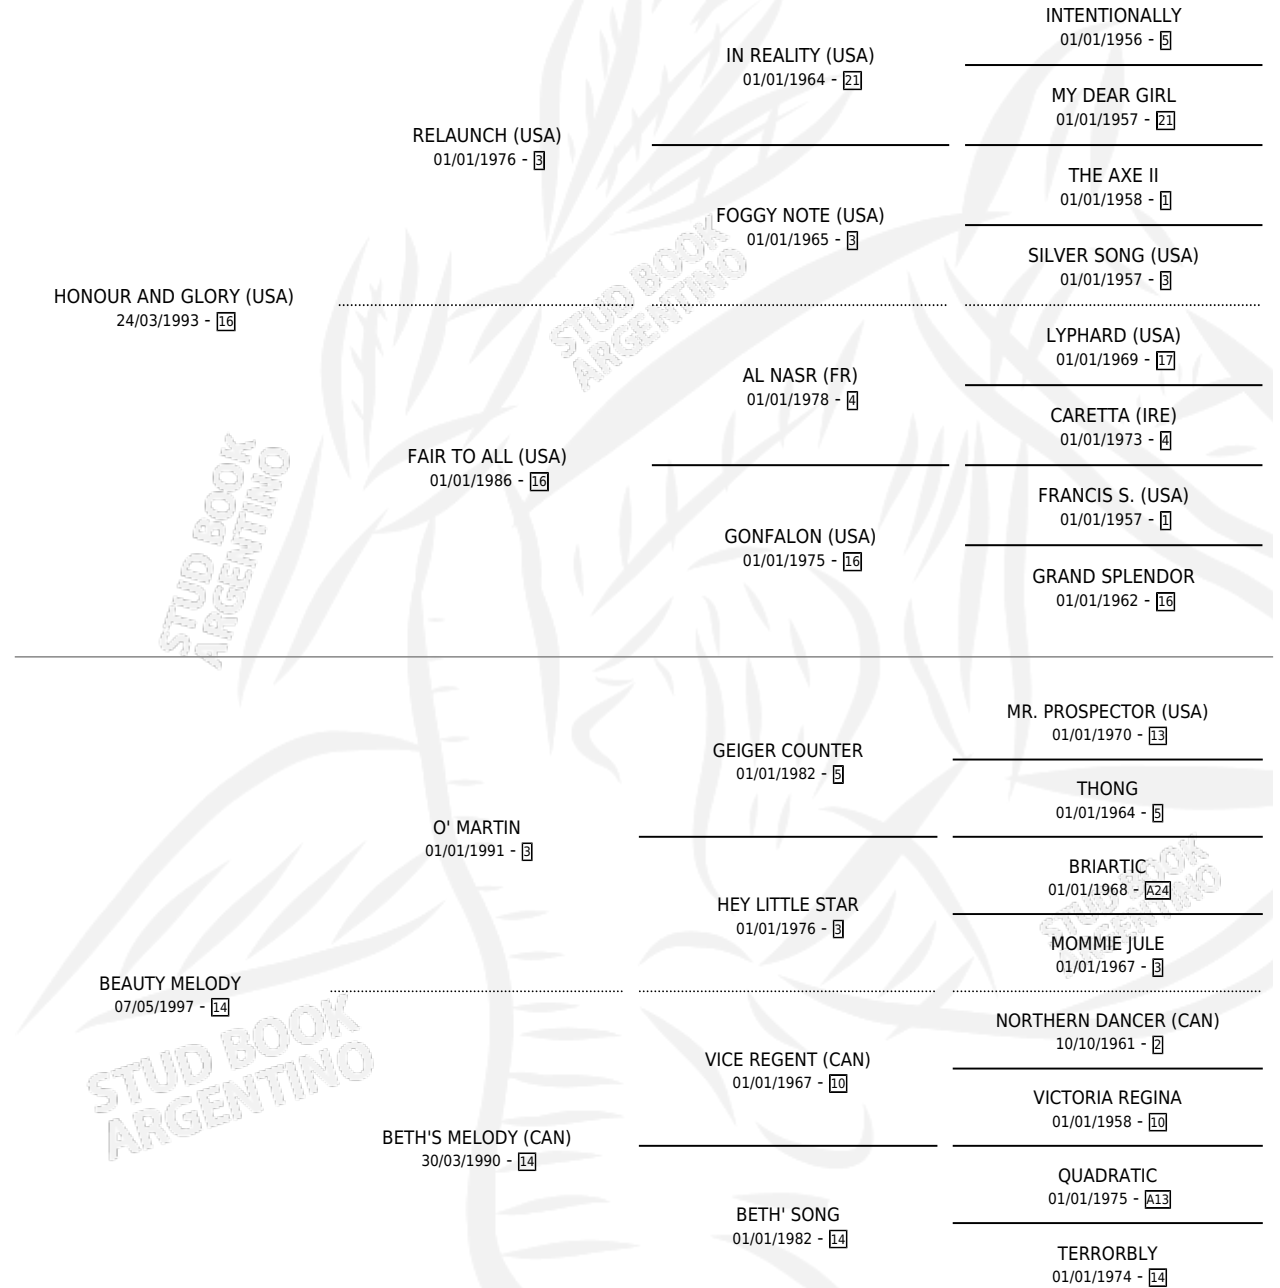 INTENTIONALLY
01/01/1956 - 5
IN REALITY (USA)
01/01/1964 - 21
MY DEAR GIRL
01/01/1957 - 21
RELAUNCH (USA)
01/01/1976 - 3
THE AXE II
01/01/1958 - 1
FOGGY NOTE (USA)
01/01/1965 - 3
SILVER SONG (USA)
01/01/1957 - 3
HONOUR AND GLORY (USA)
24/03/1993 - 16
STUD BOOK
ARGENTINO
LYPHARD (USA)
01/01/1969 - 17
AL NASR (FR)
01/01/1978 - 4
CARETTA (IRE)
01/01/1973 - 4
FAIR TO ALL (USA)
01/01/1986 - 16
FRANCIS S. (USA)
01/01/1957 - 1
GONFALON (USA)
01/01/1975 - 16
GRAND SPLENDOR
01/01/1962 - 16
STUD BOOK
ARGENTINO
MR. PROSPECTOR (USA)
01/01/1970 - 13
GEIGER COUNTER
01/01/1982 - 5
THONG
01/01/1964 - 5
O' MARTIN
01/01/1991 - 3
BRIARTIC
01/01/1968 - A24
HEY LITTLE STAR
01/01/1976 - 3
MOMMIE JULE
01/01/1967 - 3
STUD BOOK
ARGENTINO
BEAUTY MELODY
07/05/1997 - 14
NORTHERN DANCER (CAN)
10/10/1961 - 2
VICE REGENT (CAN)
01/01/1967 - 10
VICTORIA REGINA
01/01/1958 - 10
STUD BOOK
ARGENTINO
BETH'S MELODY (CAN)
30/03/1990 - 14
QUADRATIC
01/01/1975 - A13
BETH' SONG
01/01/1982 - 14
TERRORBLY
01/01/1974 - 14